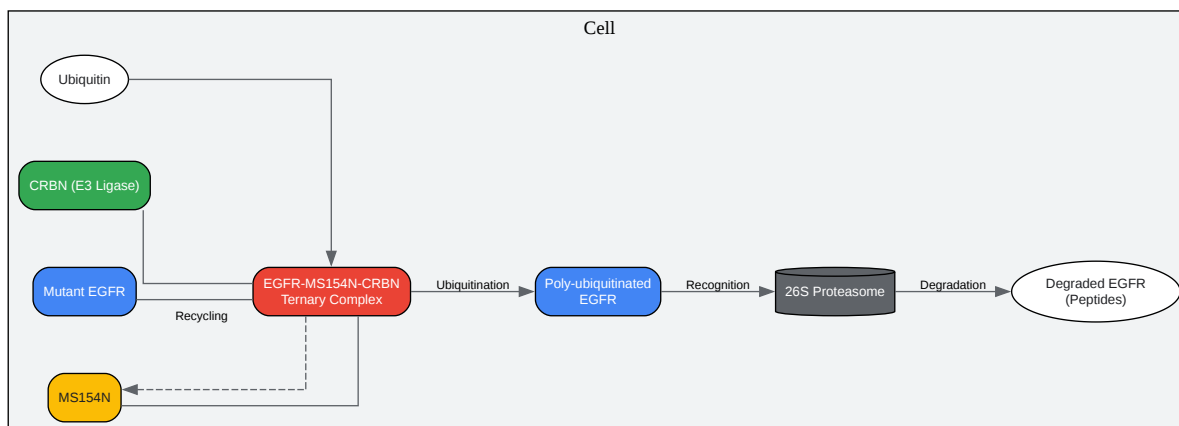 Cell
Ubiquitin
CRBN (E3 Ligase)
Mutant EGFR
Recycling
MS154N
EGFR-MS154N-CRBN
Ternary Complex
Ubiquitination
Poly-ubiquitinated
EGFR
Recognition
26S Proteasome
Degradation
Degraded EGFR
(Peptides)